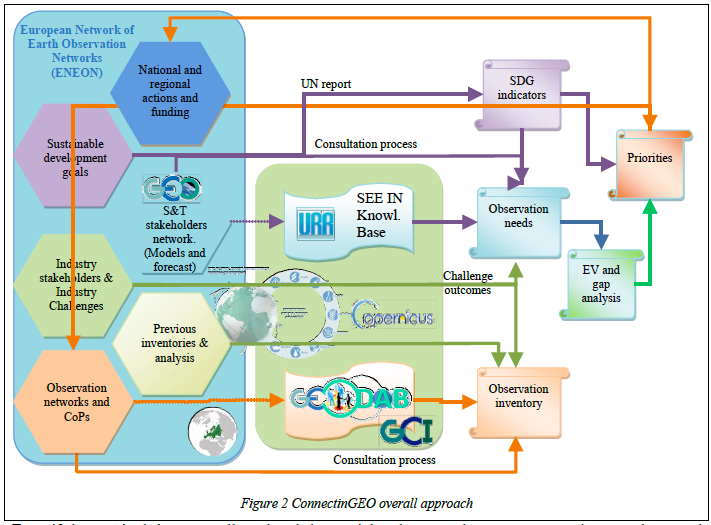 European Network of
Earth Observation
Networks
(ENEON)
National and
regional
actions and
funding
UN report
SDG
indicators
Sustainable
development
goals
Consultation process
Priorities
GEO
S&T
stakeholders
network.
(Models and
forecast)
URR
SEE IN
Knowl.
Base
Observation
needs
Industry
stakeholders &
Industry
Challenges
Challenge
outcomes
EV and
gap
analysis
Previous
inventories &
analysis
opernicus
Observation
networks and
CoPs
GEO DAB
GCI
Observation
inventory
Consultation process
Figure 2 ConnectinGEO overall approach